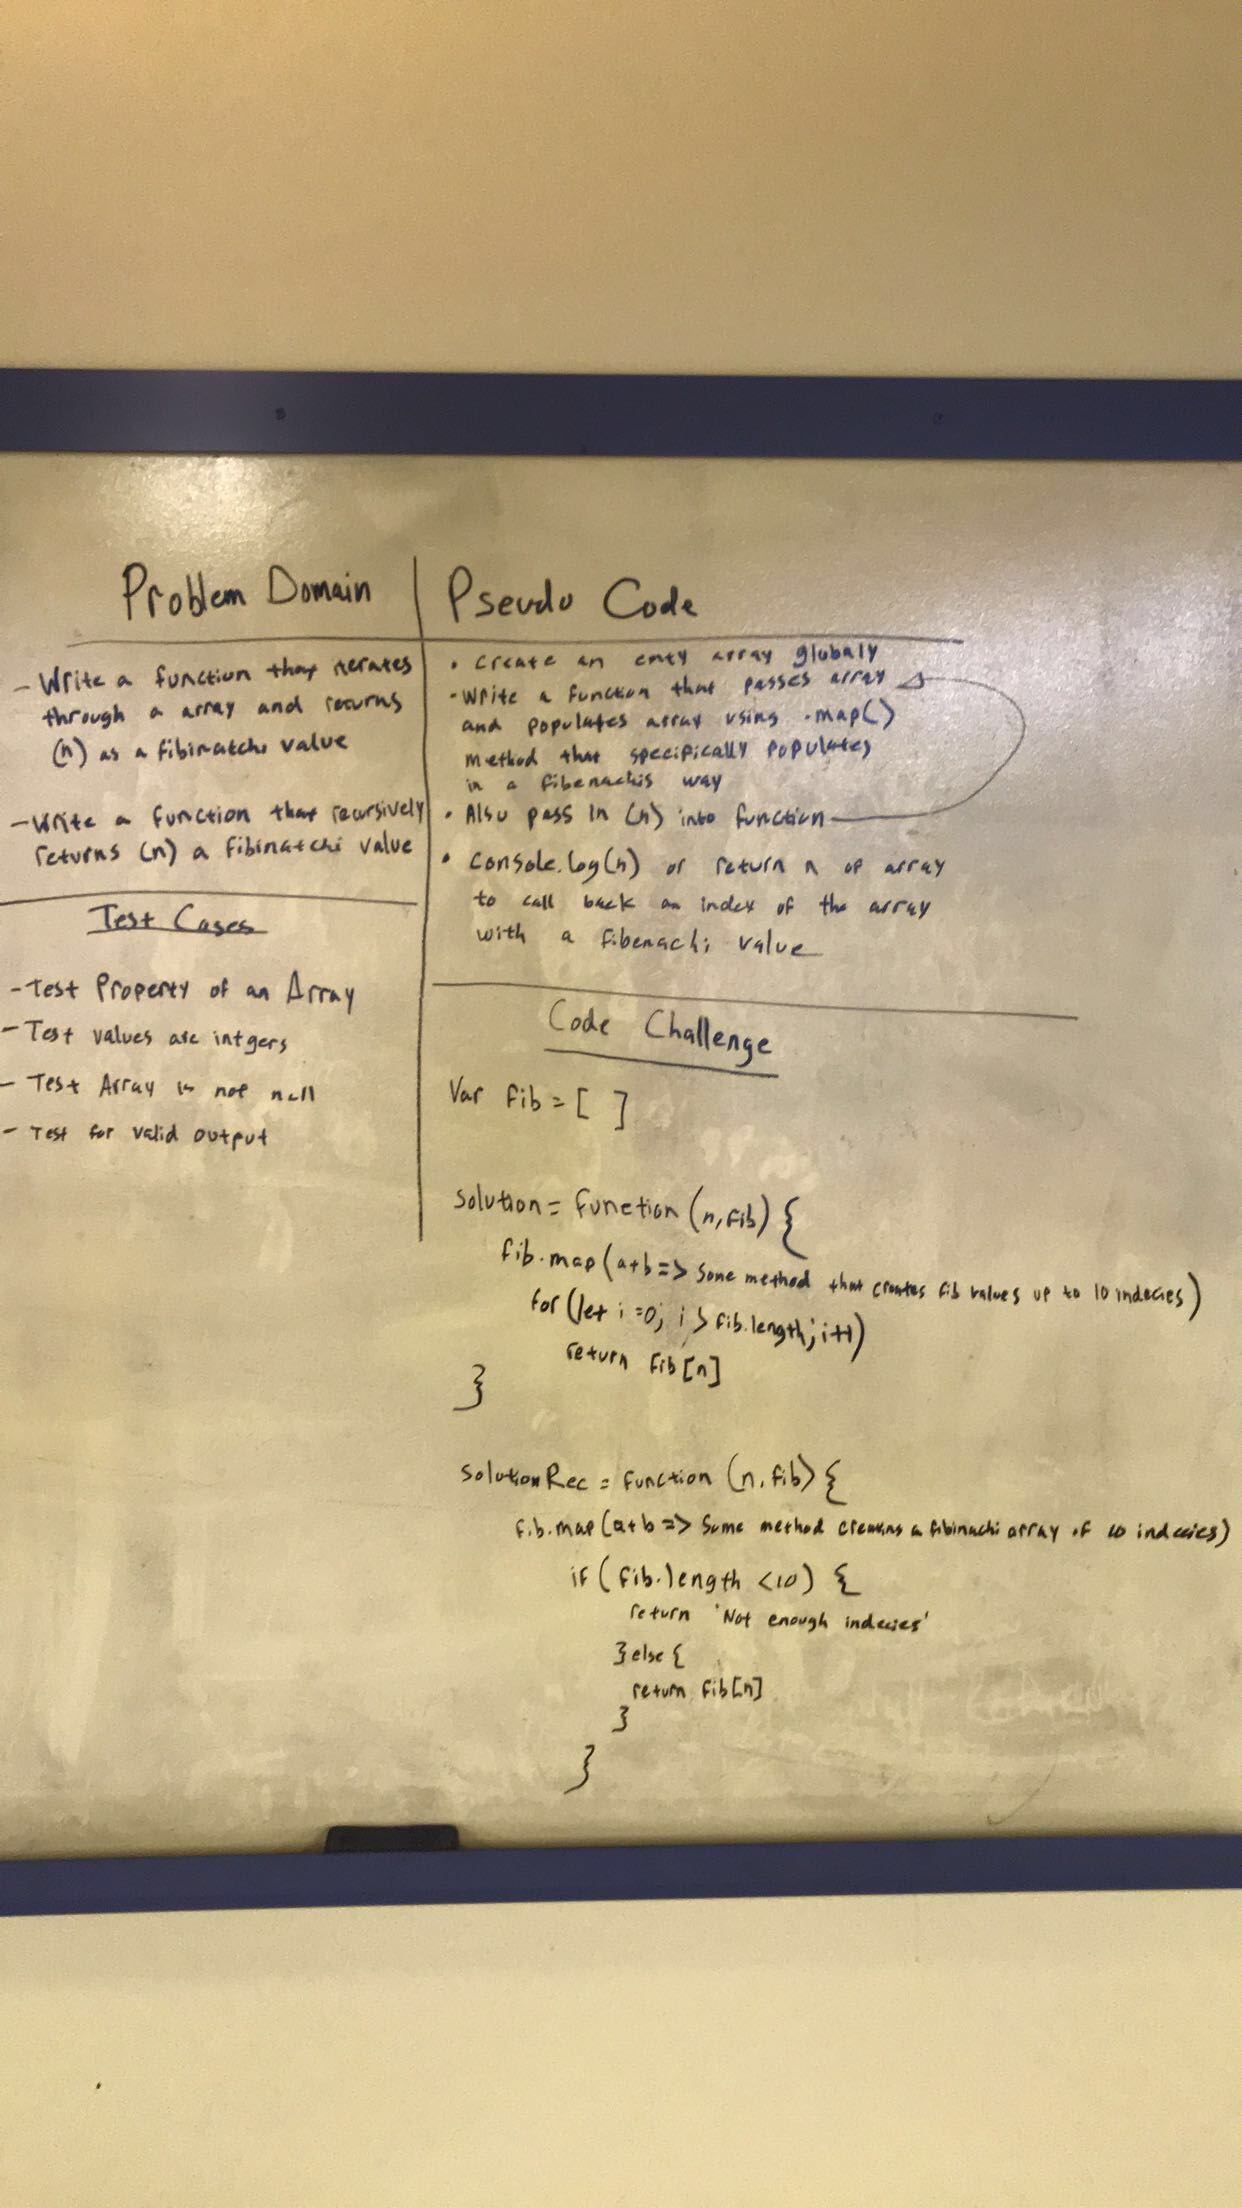 Problem Domain
- Write a function that iterates
through a array and returns
(n) as a fibinatchi value
- Write a function that recursively
returns (n) a fibinatchi value
Test Cases
- Test Property of an Array
- Test values are intgers
- Test Array is not null
- Test for valid output
Pseudo Code
• Create an emty array globaly
• Write a function that passes array
and populates array using .map()
method that specifically populates
in a fibenachis way
• Also pass in (n) into function
• Console.log(n) or return n of array
to call back an index of the array
with a fibenachi value
Code Challenge
Var fib = [ ]
Solution = function (n, fib) {
fib.map(a+b => Some method that creates fib values up to 10 indecies)
for (let i =0; i > fib.length; i++)
return fib[n]
}
SolutionRec = function (n, fib) {
fib.map(a+b => Some method creating a fibinachi array of 10 indecies)
if (fib.length <10) {
return 'Not enough indecies'
} else {
return fib[n]
}
}